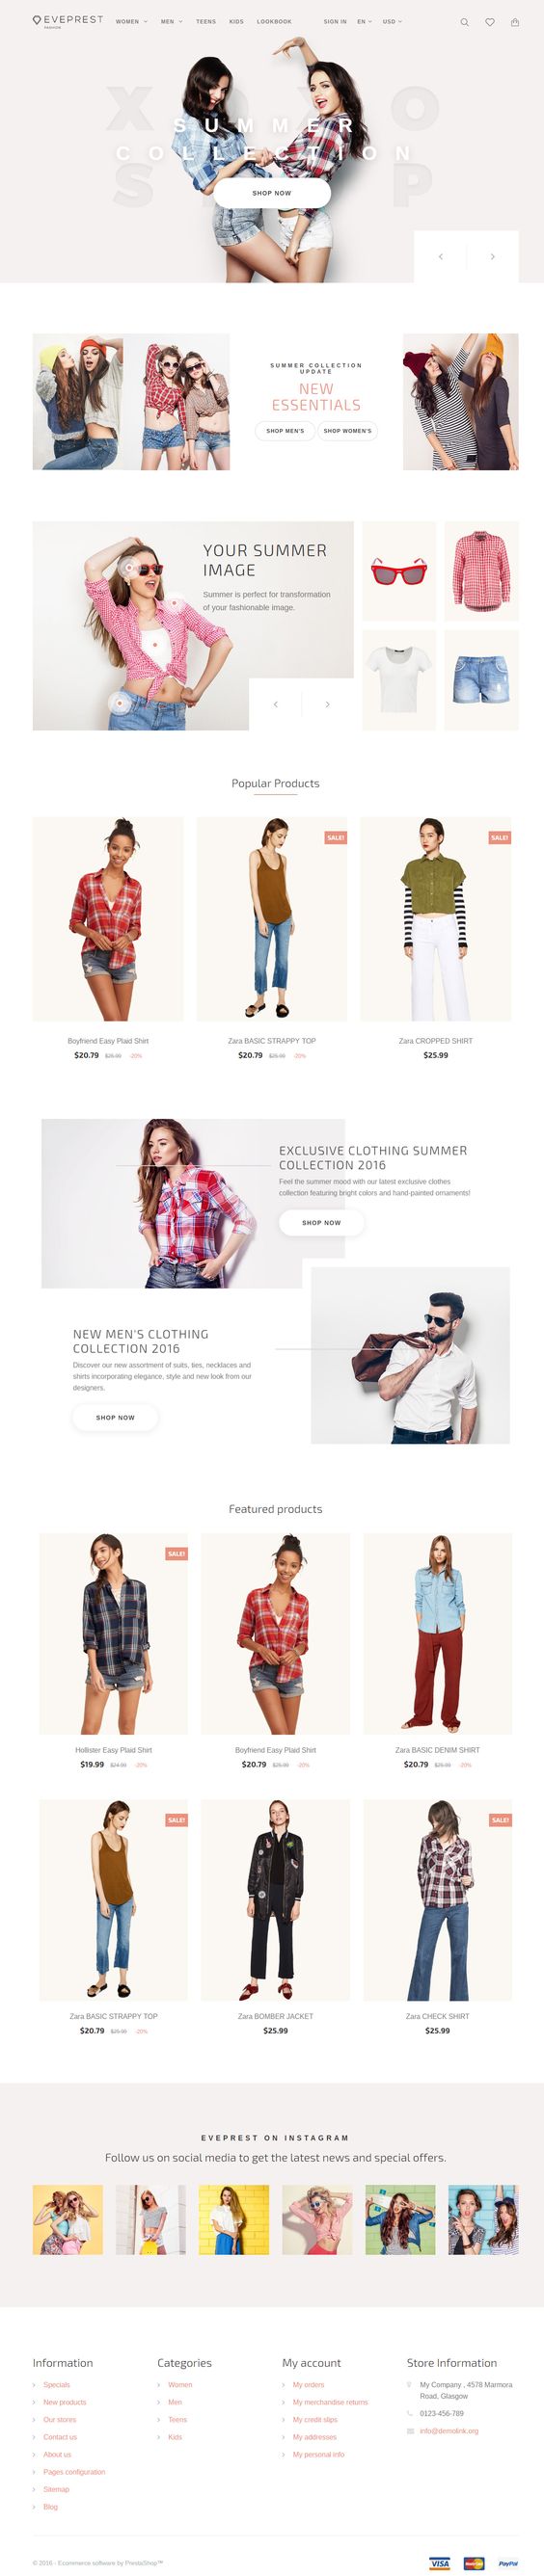 EVEPREST
FASHION
WOMEN MEN TEENS KIDS LOOKBOOK SIGN IN EN USD
SUMMER
COLLECTION
SHOP NOW
SUMMER COLLECTION
UPDATE
NEW
ESSENTIALS
SHOP MEN'S SHOP WOMEN'S
YOUR SUMMER
IMAGE
Summer is perfect for transformation
of your fashionable image.
Popular Products
SALE! SALE!
Boyfriend Easy Plaid Shirt Zara BASIC STRAPPY TOP Zara CROPPED SHIRT
$20.79 $25.99 -20% $20.79 $25.99 -20% $25.99
EXCLUSIVE CLOTHING SUMMER
COLLECTION 2016
Feel the summer mood with our latest exclusive clothes
collection featuring bright colors and hand-painted ornaments!
SHOP NOW
NEW MEN'S CLOTHING
COLLECTION 2016
Discover our new assortment of suits, ties, necklaces and
shirts incorporating elegance, style and new look from our
designers.
SHOP NOW
Featured products
SALE!
Hollister Easy Plaid Shirt Boyfriend Easy Plaid Shirt Zara BASIC DENIM SHIRT
$19.99 $24.99 -20% $20.79 $25.99 -20% $20.79 $25.99 -20%
SALE! SALE!
Zara BASIC STRAPPY TOP Zara BOMBER JACKET Zara CHECK SHIRT
$20.79 $25.99 -20% $25.99 $25.99
EVEPREST ON INSTAGRAM
Follow us on social media to get the latest news and special offers.
Information
Specials
New products
Our stores
Contact us
About us
Pages configuration
Sitemap
Blog
Categories
Women
Men
Teens
Kids
My account
My orders
My merchandise returns
My credit slips
My addresses
My personal info
Store Information
My Company , 4578 Marmora
Road, Glasgow
0123-456-789
info@demolink.org
© 2016 - Ecommerce software by PrestaShop™
VISA MasterCard PayPal